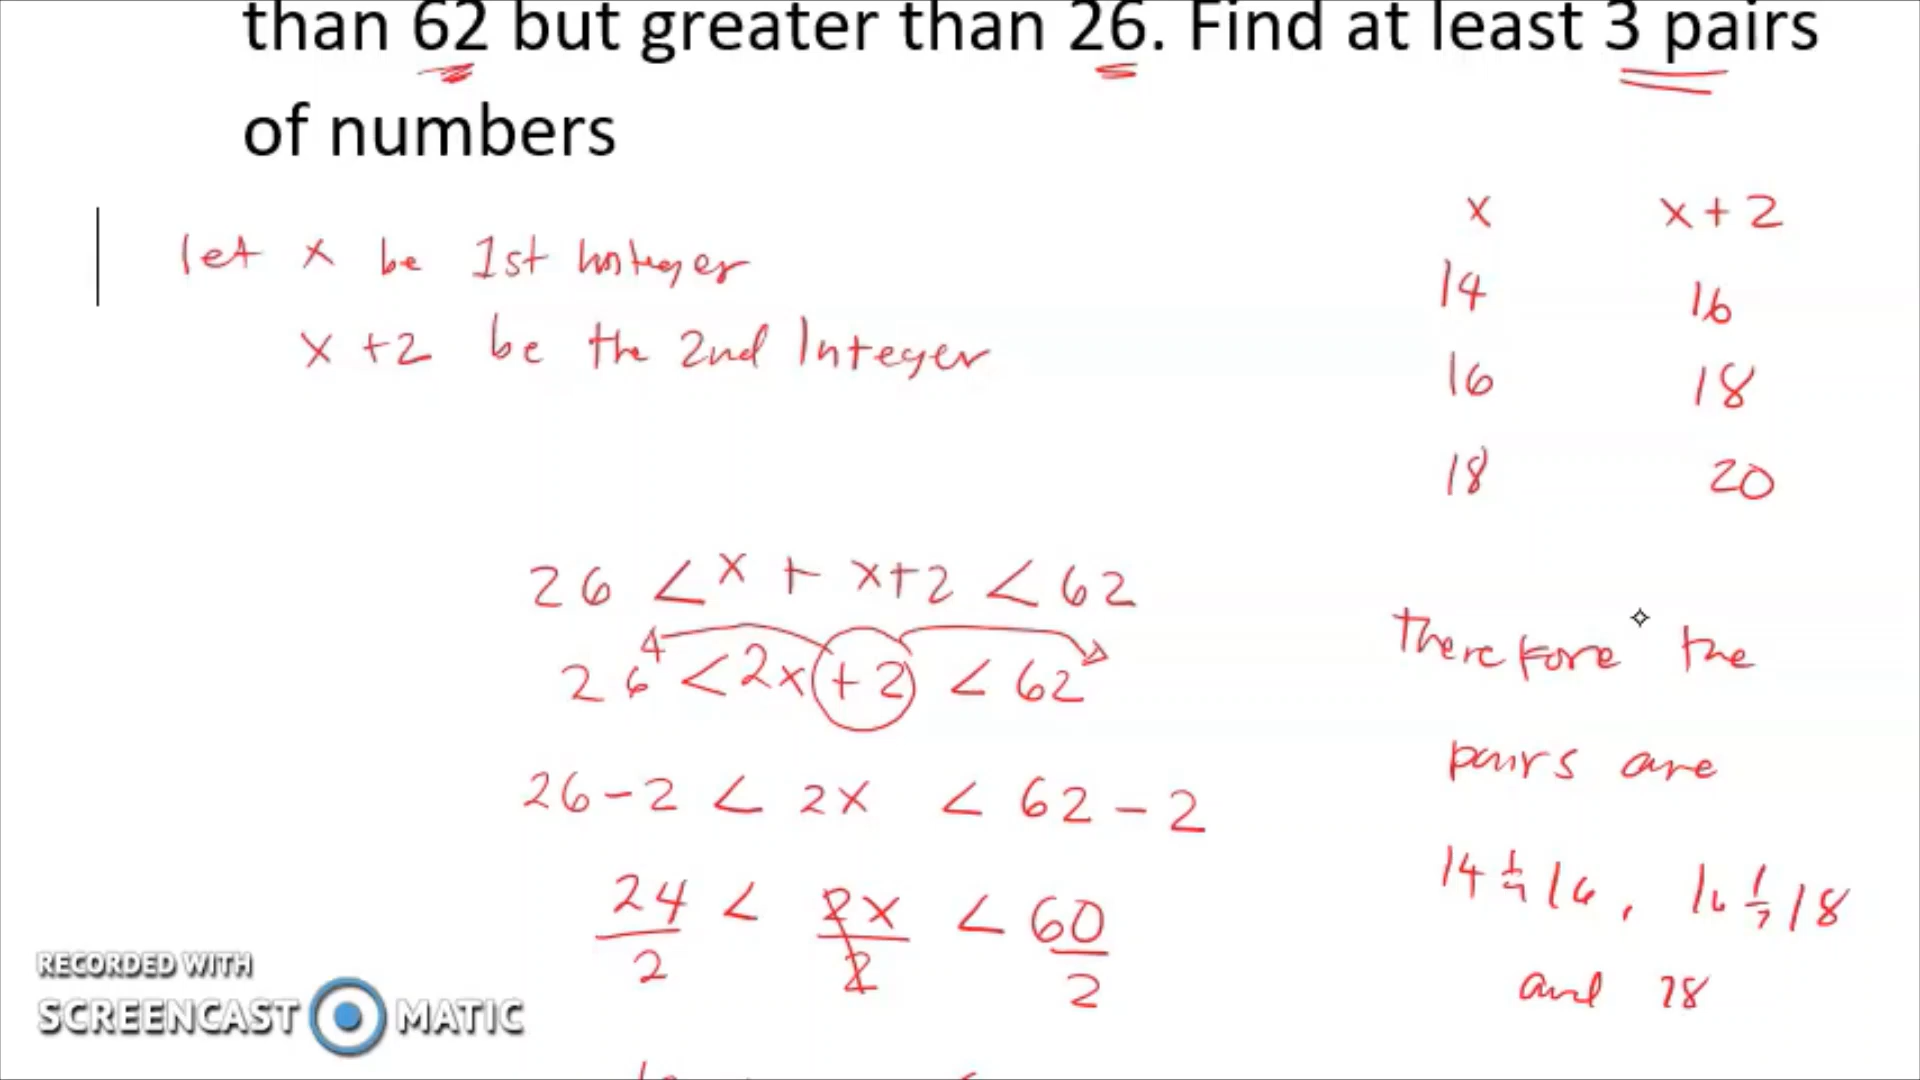 than 62 but greater than 26. Find at least 3 pairs
of numbers
let x be 1st Integer
x +2 be the 2nd Integer
x x+2
14 16
16 18
18 20
26 < x + x+2 < 62
26 < 2x +2 < 62
26-2 < 2x < 62-2
24/2 < 2x/2 < 60/2
therefore the
pairs are
14 & 16, 16 & 18
and 18
RECORDED WITH
SCREENCAST MATIC